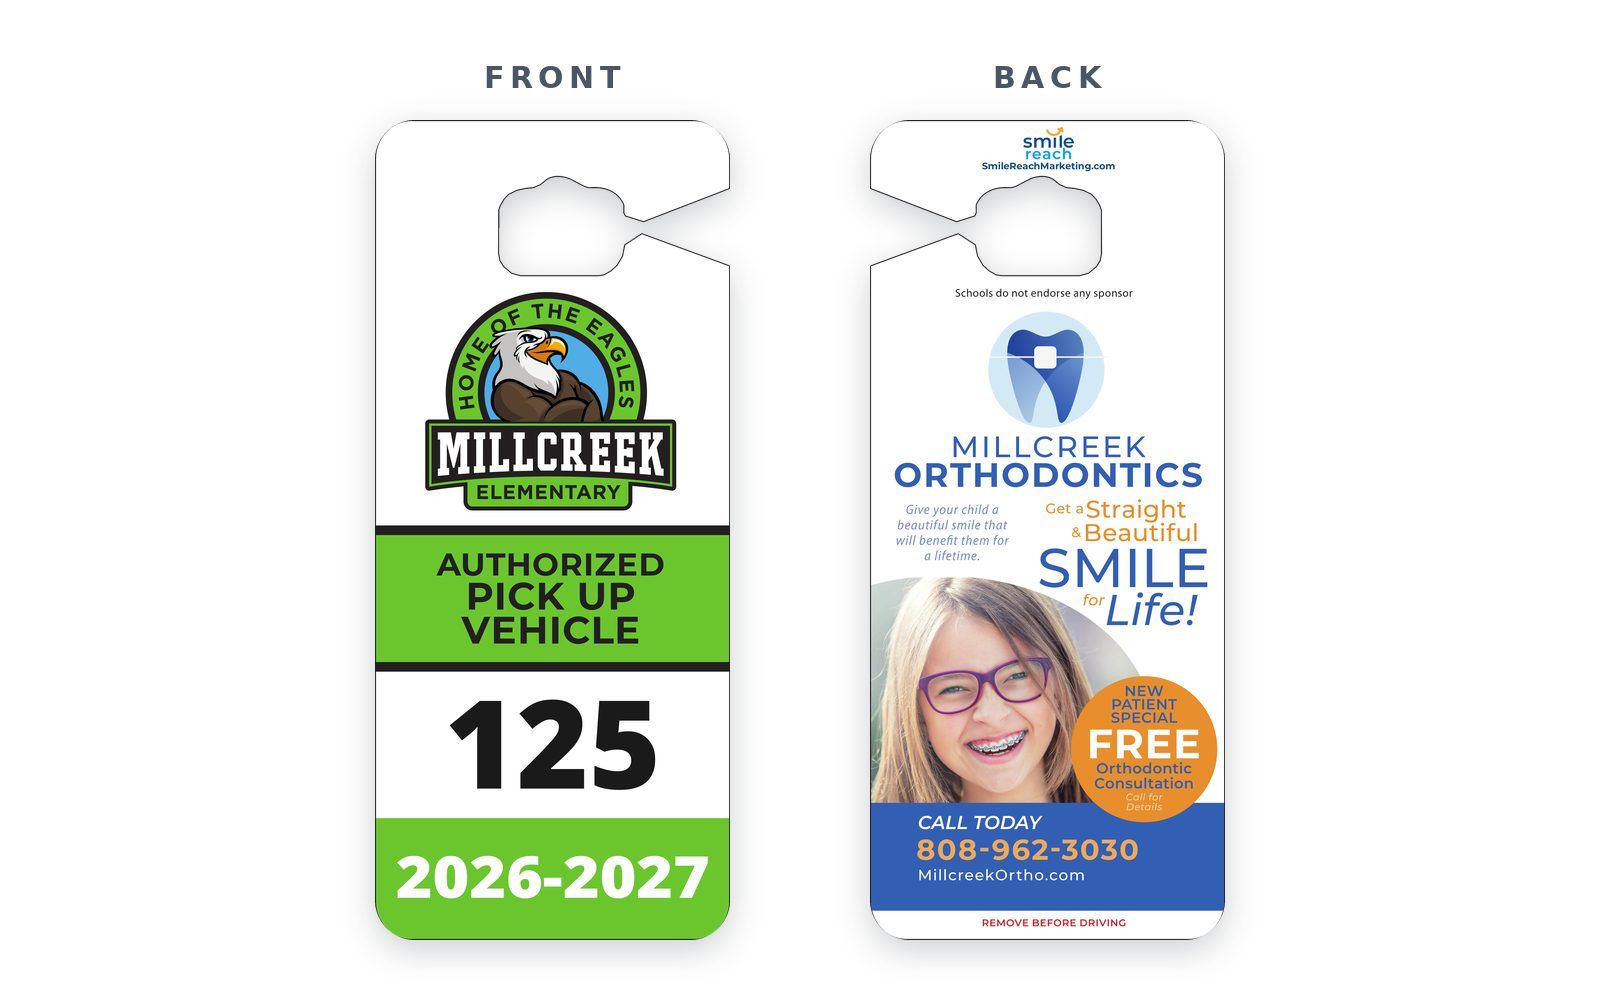 FRONT
HOME OF THE EAGLES
MILLCREEK
ELEMENTARY
AUTHORIZED
PICK UP
VEHICLE
125
2026-2027
BACK
smile
reach
SmileReachMarketing.com
Schools do not endorse any sponsor
MILLCREEK
ORTHODONTICS
Give your child a
beautiful smile that
will benefit them for
a lifetime.
Get a Straight
& Beautiful
SMILE
for Life!
NEW
PATIENT
SPECIAL
FREE
Orthodontic
Consultation
Call for
Details
CALL TODAY
808-962-3030
MillcreekOrtho.com
REMOVE BEFORE DRIVING